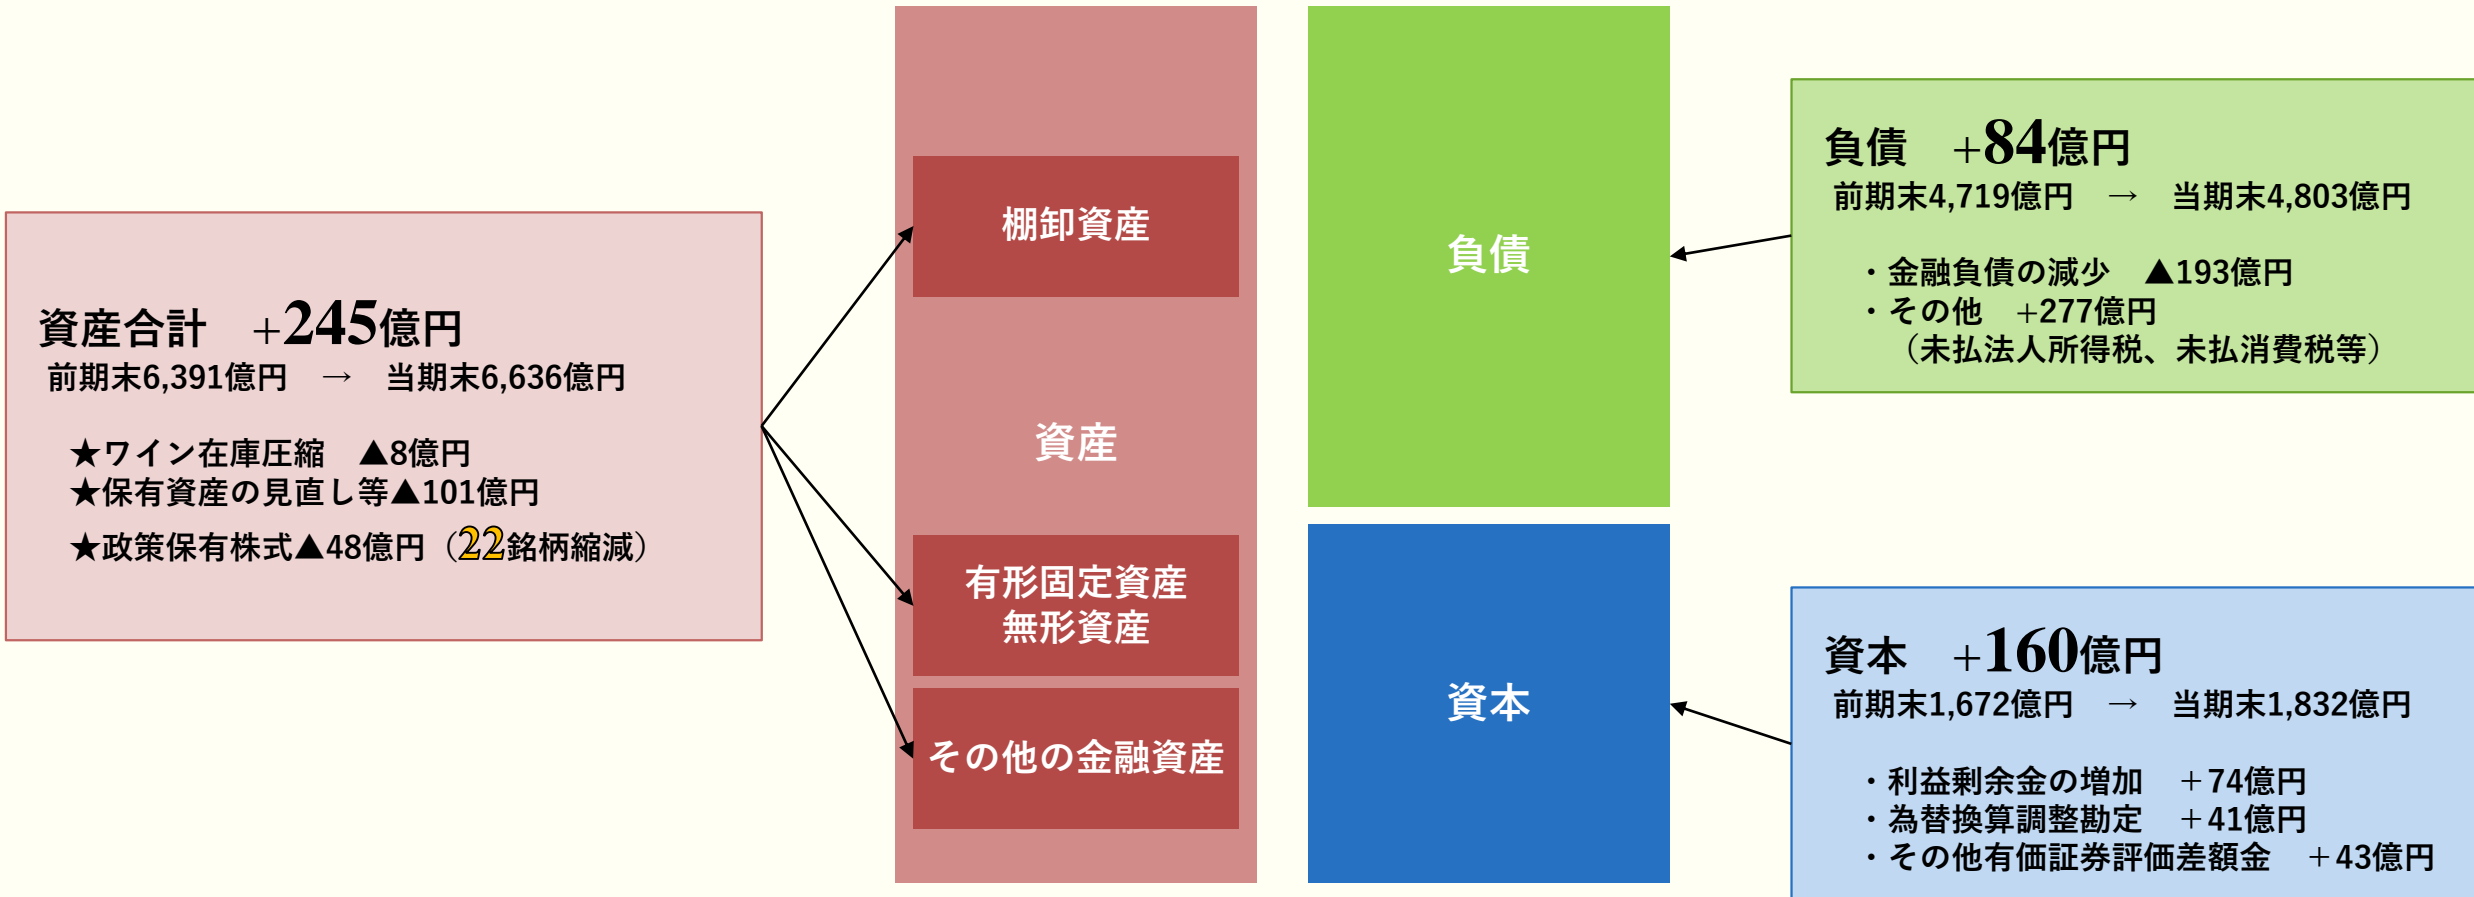 資産合計　+245億円
前期末6,391億円　→　当期末6,636億円
★ワイン在庫圧縮　▲8億円
★保有資産の見直し等▲101億円
★政策保有株式▲48億円（22銘柄縮減）
棚卸資産
資産
有形固定資産
無形資産
その他の金融資産
負債
資本
負債　+84億円
前期末4,719億円　→　当期末4,803億円
・金融負債の減少　▲193億円
・その他　+277億円
（未払法人所得税、未払消費税等）
資本　+160億円
前期末1,672億円　→　当期末1,832億円
・利益剰余金の増加　＋74億円
・為替換算調整勘定　＋41億円
・その他有価証券評価差額金　＋43億円